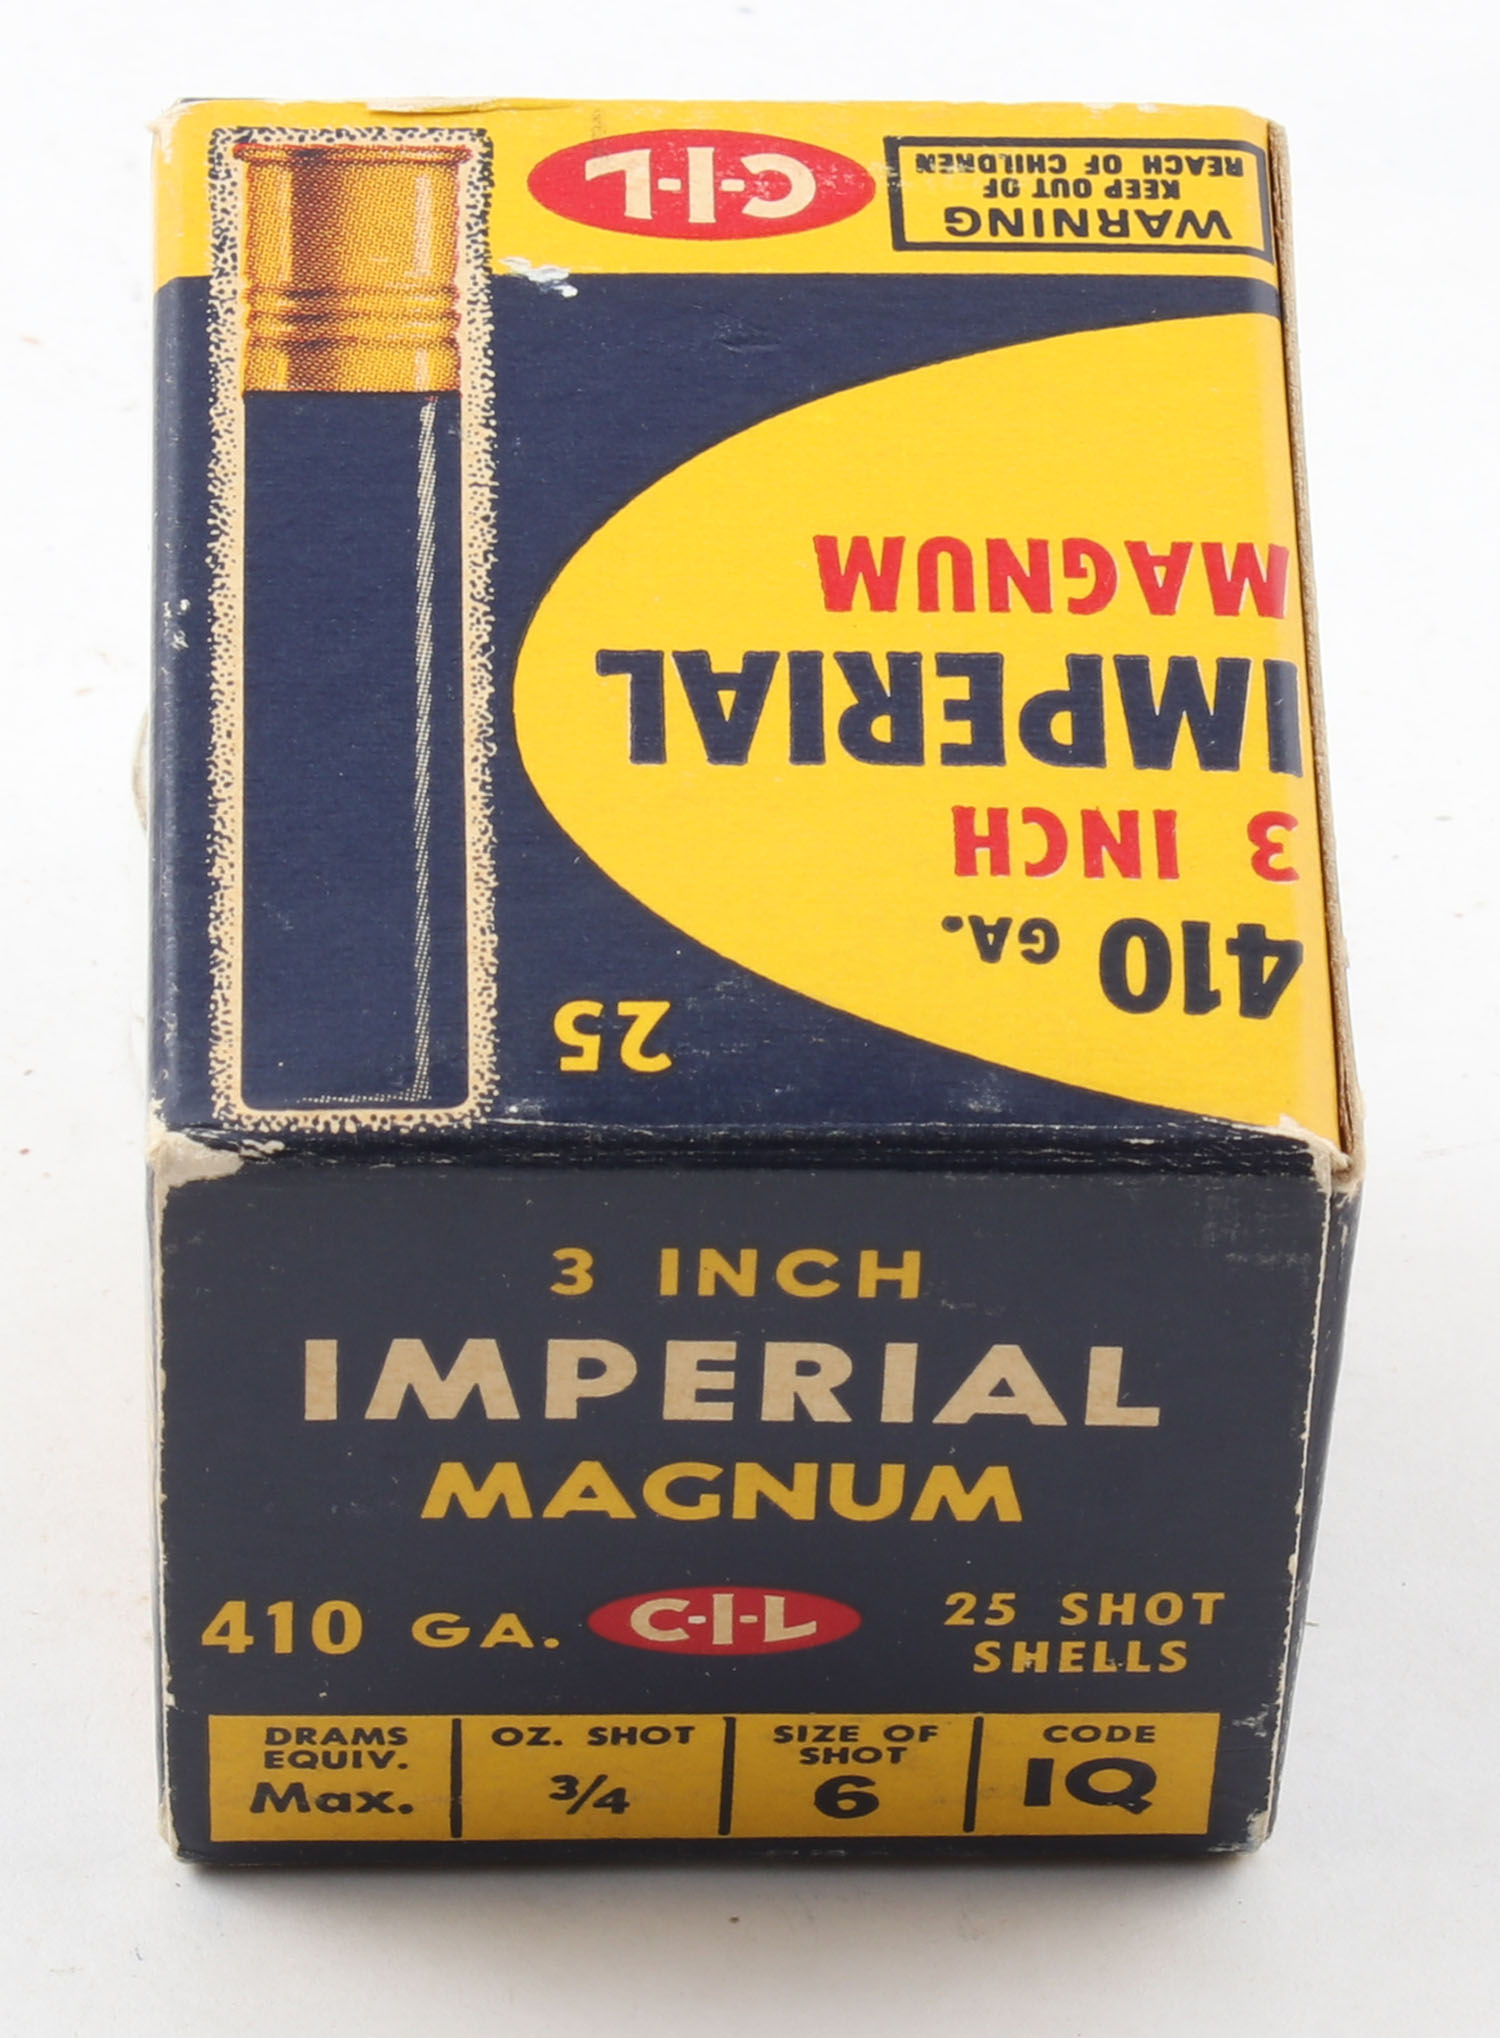 WARNING
KEEP OUT OF
REACH OF CHILDREN
C-I-L
410 GA.
3 INCH
IMPERIAL
MAGNUM
25
3 INCH
IMPERIAL
MAGNUM
410 GA.
C-I-L
25 SHOT
SHELLS
DRAMS
EQUIV.
Max.
OZ. SHOT
3/4
SIZE OF
SHOT
6
CODE
IQ